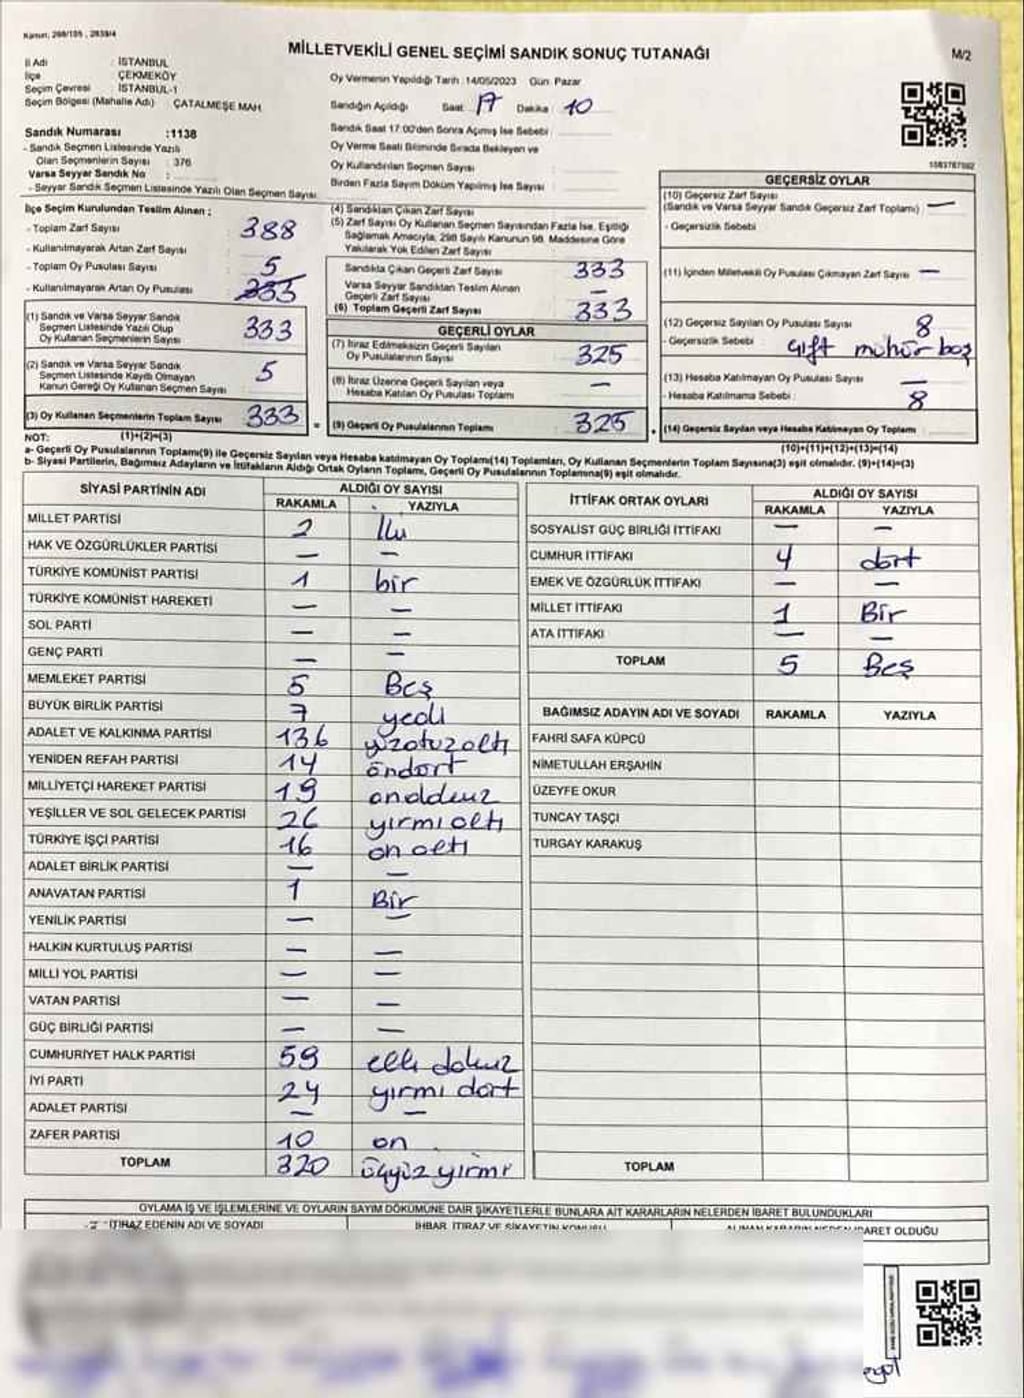 Kanun: 298/105 , 2839/4
MİLLETVEKİLİ GENEL SEÇİMİ SANDIK SONUÇ TUTANAĞI
M/2
İl Adı : İSTANBUL
İlçe : ÇEKMEKÖY
Seçim Çevresi : İSTANBUL-1
Seçim Bölgesi (Mahalle Adı) : ÇATALMEŞE MAH.
Oy Vermenin Yapıldığı Tarih : 14/05/2023 Gün : Pazar
Sandığın Açıldığı Saat : 17 Dakika : 10
Sandık Saat 17:00'den Sonra Açılmış İse Sebebi :
Oy Verme Saati Bitiminde Sırada Bekleyen ve
Oy Kullandırılan Seçmen Sayısı :
Birden Fazla Sayım Döküm Yapılmış İse Sayısı :
Sandık Numarası :1138
- Sandık Seçmen Listesinde Yazılı
Olan Seçmenlerin Sayısı : 376
Varsa Seyyar Sandık No :
- Seyyar Sandık Seçmen Listesinde Yazılı Olan Seçmen Sayısı
İlçe Seçim Kurulundan Teslim Alınan ;
- Toplam Zarf Sayısı : 388
- Kullanılmayarak Artan Zarf Sayısı
- Toplam Oy Pusulası Sayısı : 5
- Kullanılmayarak Artan Oy Pusulası
(1) Sandık ve Varsa Seyyar Sandık
Seçmen Listesinde Yazılı Olup
Oy Kullanan Seçmenlerin Sayısı 333
(2) Sandık ve Varsa Seyyar Sandık
Seçmen Listesinde Kayıtlı Olmayan
Kanun Gereği Oy Kullanan Seçmen Sayısı : 5
(3) Oy Kullanan Seçmenlerin Toplam Sayısı 333
(4) Sandıktan Çıkan Zarf Sayısı
(5) Zarf Sayısı Oy Kullanan Seçmen Sayısından Fazla İse, Eşitliği
Sağlamak Amacıyla, 298 Sayılı Kanunun 98. Maddesine Göre
Yakılarak Yok Edilen Zarf Sayısı
Sandıkta Çıkan Geçerli Zarf Sayısı 333
Varsa Seyyar Sandıktan Teslim Alınan
Geçerli Zarf Sayısı —
(6) Toplam Geçerli Zarf Sayısı 333
GEÇERLİ OYLAR
(7) İtiraz Edilmeksizin Geçerli Sayılan
Oy Pusulalarının Sayısı 325
(8) İtiraz Üzerine Geçerli Sayılan veya
Hesaba Katılan Oy Pusulası Toplamı —
= (9) Geçerli Oy Pusulalarının Toplamı 325
GEÇERSİZ OYLAR
(10) Geçersiz Zarf Sayısı
(Sandık ve Varsa Seyyar Sandık Geçersiz Zarf Toplamı) : —
- Geçersizlik Sebebi
(11) İçinden Milletvekili Oy Pusulası Çıkmayan Zarf Sayısı —
(12) Geçersiz Sayılan Oy Pusulası Sayısı 8
- Geçersizlik Sebebi : çift mühür boş
(13) Hesaba Katılmayan Oy Pusulası Sayısı —
- Hesaba Katılmama Sebebi : 8
(14) Geçersiz Sayılan veya Hesaba Katılmayan Oy Toplamı :
NOT: (1)+(2)=(3)
(10)+(11)+(12)+(13)=(14)
a- Geçerli Oy Pusulalarının Toplamı(9) ile Geçersiz Sayılan ve Hesaba katılmayan Oy Toplamı(14) Toplamları, Oy Kullanan Seçmenlerin Toplam Sayısına(3) eşit olmalıdır. (9)+(14)=(3)
b- Siyasi Partilerin, Bağımsız Adayların ve İttifakların Aldığı Ortak Oyların Toplamı, Geçerli Oy Pusulalarının Toplamına(9) eşit olmalıdır.
SİYASİ PARTİNİN ADI ALDIĞI OY SAYISI
RAKAMLA YAZIYLA
MİLLET PARTİSİ 2 İki
HAK VE ÖZGÜRLÜKLER PARTİSİ — —
TÜRKİYE KOMÜNİST PARTİSİ 1 bir
TÜRKİYE KOMÜNİST HAREKETİ — —
SOL PARTİ — —
GENÇ PARTİ — —
MEMLEKET PARTİSİ 5 Beş
BÜYÜK BİRLİK PARTİSİ 7 yedi
ADALET VE KALKINMA PARTİSİ 136 yüzotuzaltı
YENİDEN REFAH PARTİSİ 14 öndört
MİLLİYETÇİ HAREKET PARTİSİ 19 ondokuz
YEŞİLLER VE SOL GELECEK PARTİSİ 26 yırmı altı
TÜRKİYE İŞÇİ PARTİSİ 16 on altı
ADALET BİRLİK PARTİSİ — —
ANAVATAN PARTİSİ 1 Bir
YENİLİK PARTİSİ — —
HALKIN KURTULUŞ PARTİSİ — —
MİLLİ YOL PARTİSİ — —
VATAN PARTİSİ — —
GÜÇ BİRLİĞİ PARTİSİ — —
CUMHURİYET HALK PARTİSİ 59 elli dokuz
İYİ PARTİ 24 yırmı dört
ADALET PARTİSİ — —
ZAFER PARTİSİ 10 on
TOPLAM 320 üçyüz yirmi
İTTİFAK ORTAK OYLARI ALDIĞI OY SAYISI
RAKAMLA YAZIYLA
SOSYALİST GÜÇ BİRLİĞİ İTTİFAKI — —
CUMHUR İTTİFAKI 4 dört
EMEK VE ÖZGÜRLÜK İTTİFAKI — —
MİLLET İTTİFAKI 1 Bir
ATA İTTİFAKI — —
TOPLAM 5 Beş
BAĞIMSIZ ADAYIN ADI VE SOYADI RAKAMLA YAZIYLA
FAHRİ SAFA KÜPCÜ
NİMETULLAH ERŞAHİN
ÜZEYFE OKUR
TUNCAY TAŞÇI
TURGAY KARAKUŞ
TOPLAM
OYLAMA İŞ VE İŞLEMLERİNE VE OYLARIN SAYIM DÖKÜMÜNE DAİR ŞİKAYETLERLE BUNLARA AİT KARARLARIN NELERDEN İBARET BULUNDUKLARI
İTİRAZ EDENİN ADI VE SOYADI İHBAR, İTİRAZ VE ŞİKAYETİN KONUSU